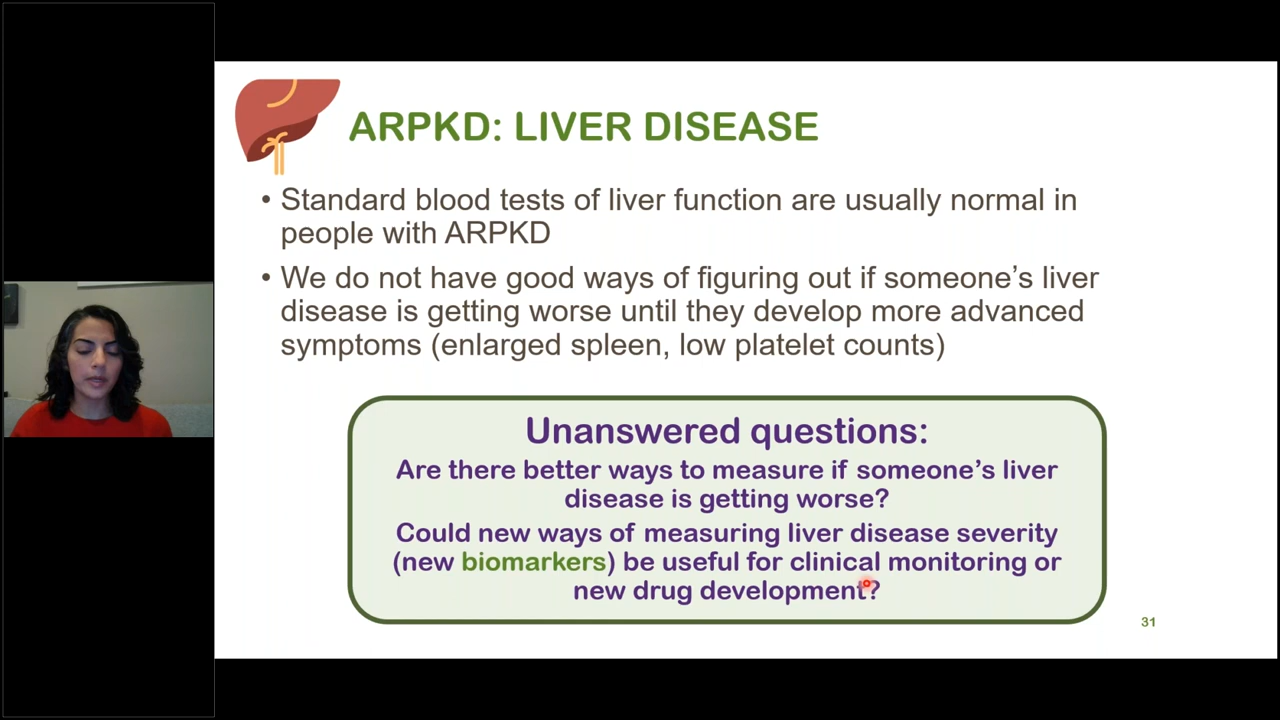 ARPKD: LIVER DISEASE
• Standard blood tests of liver function are usually normal in
people with ARPKD
• We do not have good ways of figuring out if someone’s liver
disease is getting worse until they develop more advanced
symptoms (enlarged spleen, low platelet counts)
Unanswered questions:
Are there better ways to measure if someone’s liver
disease is getting worse?
Could new ways of measuring liver disease severity
(new biomarkers) be useful for clinical monitoring or
new drug development?
31